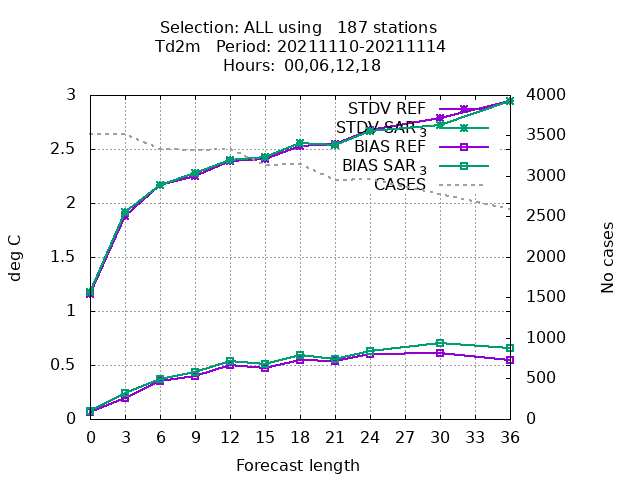 Selection: ALL using   187 stations
Td2m   Period: 20211110-20211114
Hours:  00,06,12,18
STDV REF
STDV SAR 3
BIAS REF
BIAS SAR 3
CASES
3
2.5
2
1.5
1
0.5
0
4000
3500
3000
2500
2000
1500
1000
500
0
deg C
No cases
0 3 6 9 12 15 18 21 24 27 30 33 36
Forecast length